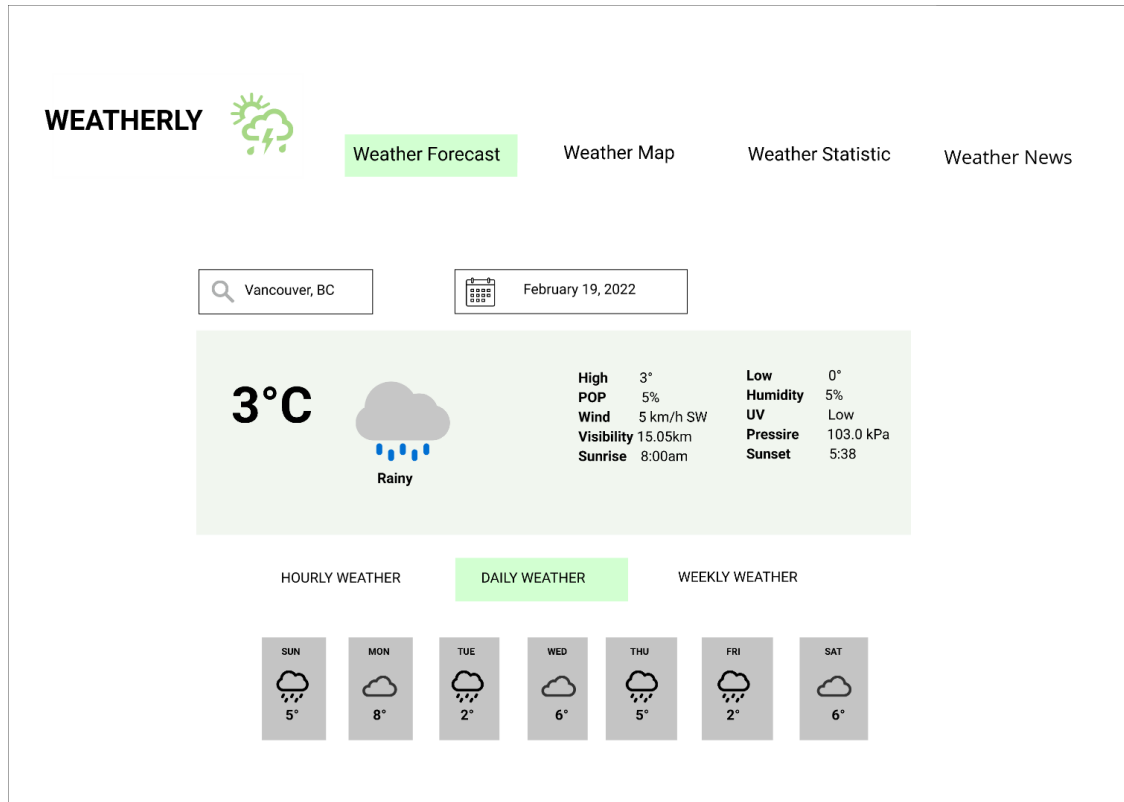 WEATHERLY
Weather Forecast Weather Map Weather Statistic Weather News
Vancouver, BC February 19, 2022
3°C
Rainy
High 3° Low 0°
POP 5% Humidity 5%
Wind 5 km/h SW UV Low
Visibility 15.05km Pressire 103.0 kPa
Sunrise 8:00am Sunset 5:38
HOURLY WEATHER DAILY WEATHER WEEKLY WEATHER
SUN MON TUE WED THU FRI SAT
5° 8° 2° 6° 5° 2° 6°